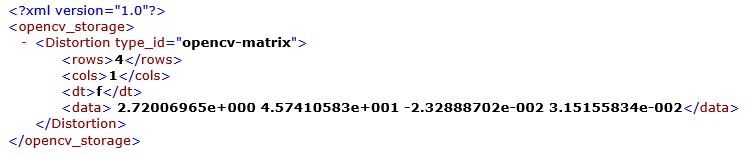 <?xml version="1.0"?>
<opencv_storage>
- <Distortion type_id="opencv-matrix">
<rows>4</rows>
<cols>1</cols>
<dt>f</dt>
<data> 2.72006965e+000 4.57410583e+001 -2.32888702e-002 3.15155834e-002</data>
</Distortion>
</opencv_storage>